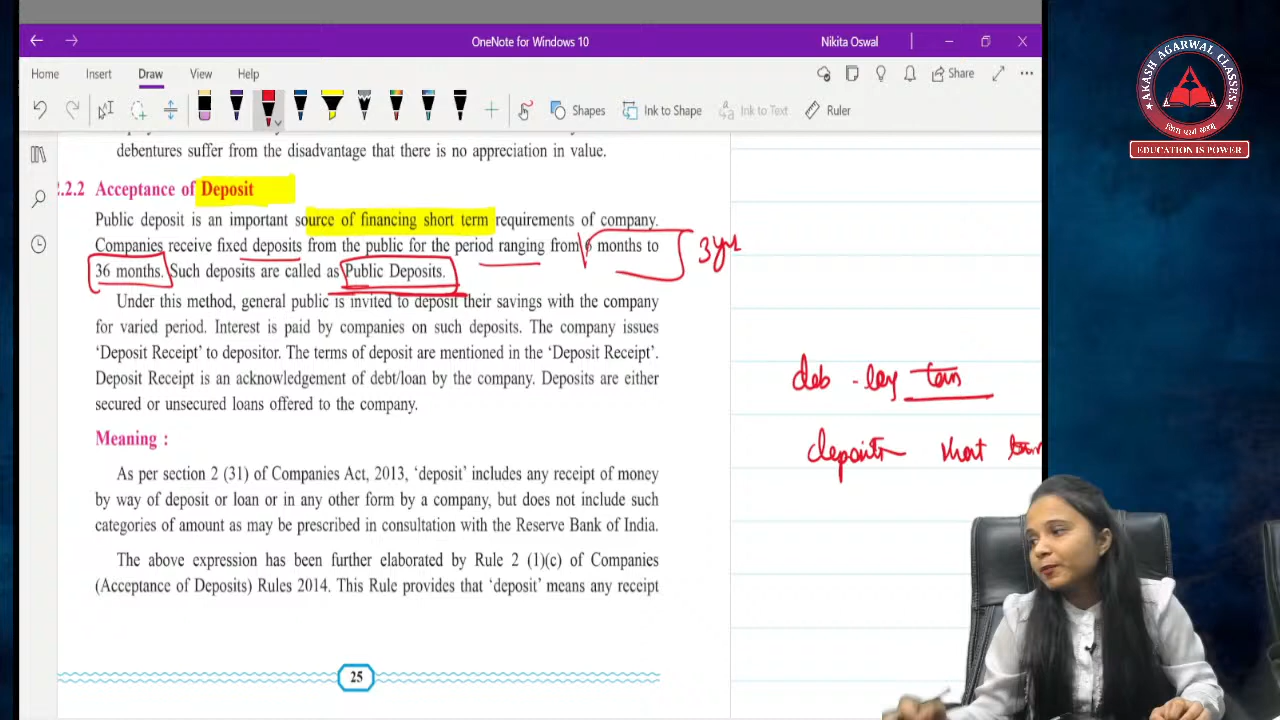 OneNote for Windows 10
Nikita Oswal
Home Insert Draw View Help
Share
Shapes Ink to Shape Ink to Text Ruler
debentures suffer from the disadvantage that there is no appreciation in value.
.2.2 Acceptance of Deposit
Public deposit is an important source of financing short term requirements of company.
Companies receive fixed deposits from the public for the period ranging from 6 months to
3 yrs
36 months. Such deposits are called as Public Deposits.
Under this method, general public is invited to deposit their savings with the company
for varied period. Interest is paid by companies on such deposits. The company issues
‘Deposit Receipt’ to depositor. The terms of deposit are mentioned in the ‘Deposit Receipt’.
Deposit Receipt is an acknowledgement of debt/loan by the company. Deposits are either
secured or unsecured loans offered to the company.
deb - long term
deposits short term
Meaning :
As per section 2 (31) of Companies Act, 2013, ‘deposit’ includes any receipt of money
by way of deposit or loan or in any other form by a company, but does not include such
categories of amount as may be prescribed in consultation with the Reserve Bank of India.
The above expression has been further elaborated by Rule 2 (1)(c) of Companies
(Acceptance of Deposits) Rules 2014. This Rule provides that ‘deposit’ means any receipt
25
AKASH AGARWAL CLASSES
EDUCATION IS POWER